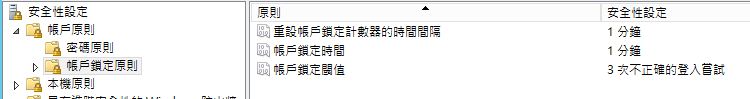 安全性設定
帳戶原則
密碼原則
帳戶鎖定原則
本機原則
原則 安全性設定
重設帳戶鎖定計數器的時間間隔 1 分鐘
帳戶鎖定時間 1 分鐘
帳戶鎖定閾值 3 次不正確的登入嘗試